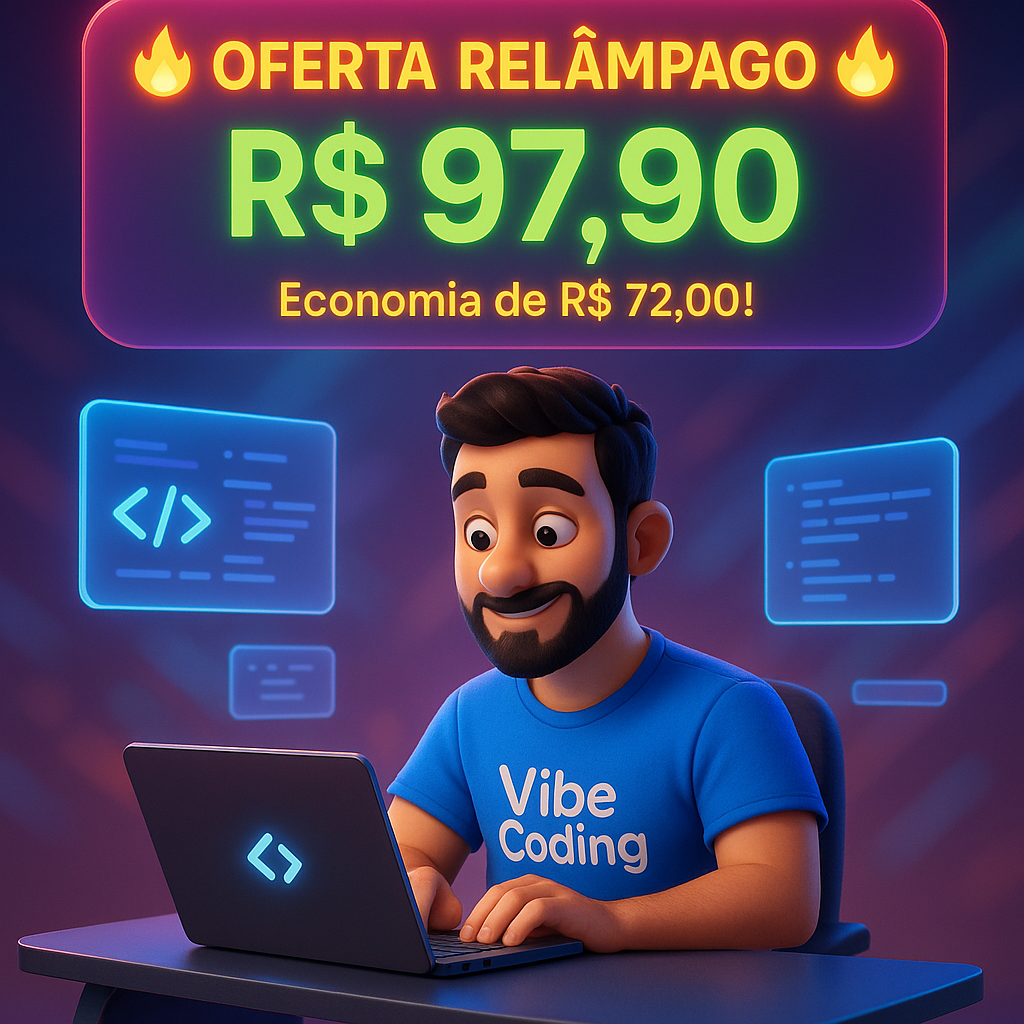 🔥 OFERTA RELÂMPAGO 🔥
R$ 97,90
Economia de R$ 72,00!
</>
Vibe
Coding
<>